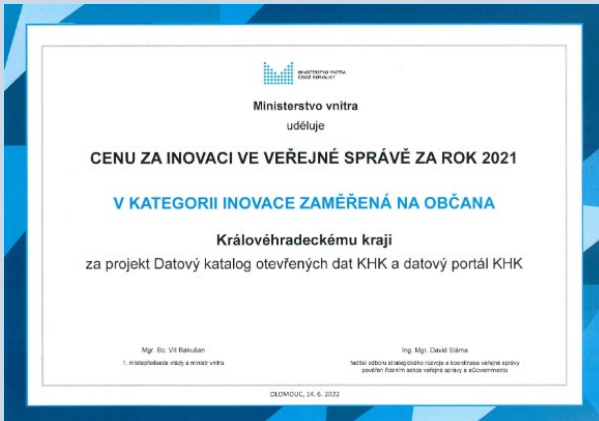 MINISTERSTVO VNITRA
ČESKÉ REPUBLIKY
Ministerstvo vnitra
uděluje
CENU ZA INOVACI VE VEŘEJNÉ SPRÁVĚ ZA ROK 2021
V KATEGORII INOVACE ZAMĚŘENÁ NA OBČANA
Královéhradeckému kraji
za projekt Datový katalog otevřených dat KHK a datový portál KHK
Mgr. Bc. Vít Rakušan
1. místopředseda vlády a ministr vnitra
Ing. Mgr. David Sláma
ředitel odboru strategického rozvoje a koordinace veřejné správy
pověřen řízením sekce veřejné správy a eGovernmentu
OLOMOUC, 14. 6. 2022